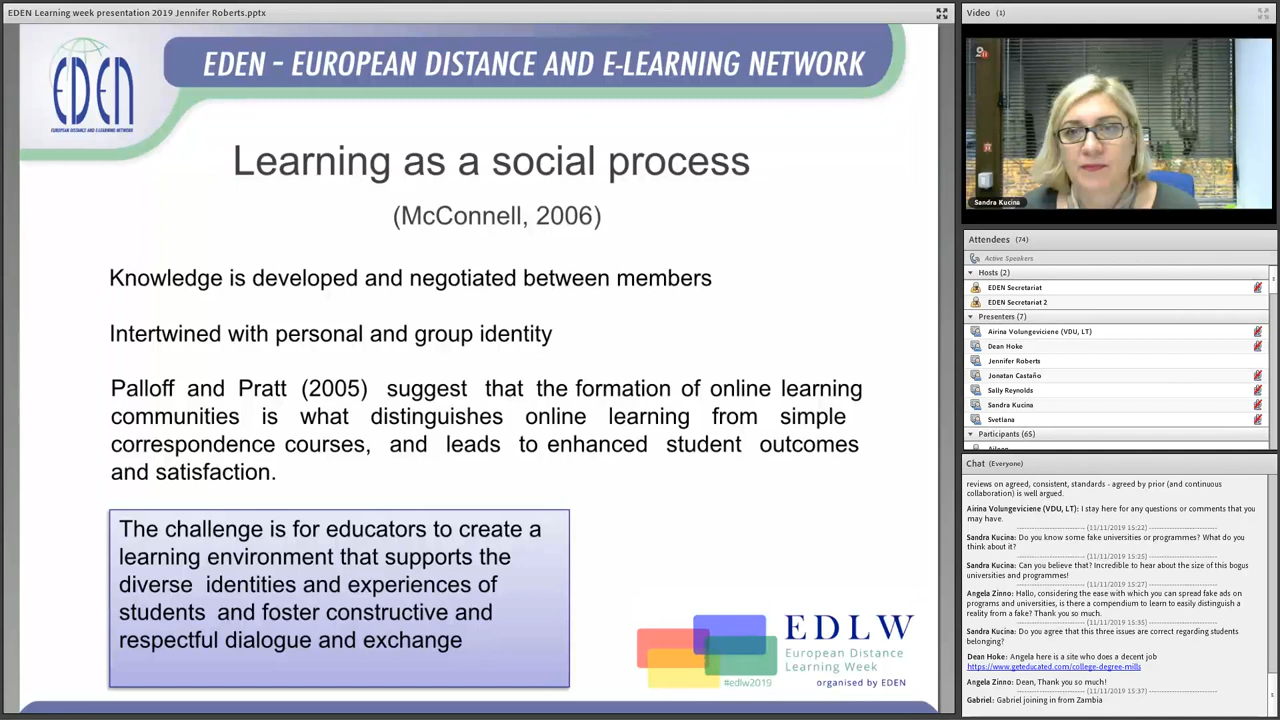 EDEN Learning week presentation 2019 Jennifer Roberts.pptx
EDEN
EUROPEAN DISTANCE AND E-LEARNING NETWORK
EDEN - EUROPEAN DISTANCE AND E-LEARNING NETWORK
Learning as a social process
(McConnell, 2006)
Knowledge is developed and negotiated between members
Intertwined with personal and group identity
Palloff and Pratt (2005) suggest that the formation of online learning
communities is what distinguishes online learning from simple
correspondence courses, and leads to enhanced student outcomes
and satisfaction.
The challenge is for educators to create a
learning environment that supports the
diverse identities and experiences of
students and foster constructive and
respectful dialogue and exchange
EDLW
European Distance
Learning Week
#edlw2019
organised by EDEN
Video (1)
Sandra Kucina
Attendees (74)
Active Speakers
Hosts (2)
EDEN Secretariat
EDEN Secretariat 2
Presenters (7)
Airina Volungeviciene (VDU, LT)
Dean Hoke
Jennifer Roberts
Jonatan Castaño
Sally Reynolds
Sandra Kucina
Svetlana
Participants (65)
Chat (Everyone)
reviews on agreed, consistent, standards - agreed by prior (and continuous
collaboration) is well argued.
Airina Volungeviciene (VDU, LT): I stay here for any questions or comments that you
may have.
(11/11/2019 15:22)
Sandra Kucina: Do you know some fake universities or programmes? What do you
think about it?
(11/11/2019 15:25)
Sandra Kucina: Can you believe that? Incredible to hear about the size of this bogus
universities and programmes!
(11/11/2019 15:27)
Angela Zinno: Hallo, considering the ease with which you can spread fake ads on
programs and universities, is there a compendium to learn to easily distinguish a
reality from a fake? Thank you so much.
(11/11/2019 15:35)
Sandra Kucina: Do you agree that this three issues are correct regarding students
belonging?
Dean Hoke: Angela here is a site who does a decent job
https://www.geteducated.com/college-degree-mills
Angela Zinno: Dean, Thank you so much!
(11/11/2019 15:37)
Gabriel: Gabriel joining in from Zambia